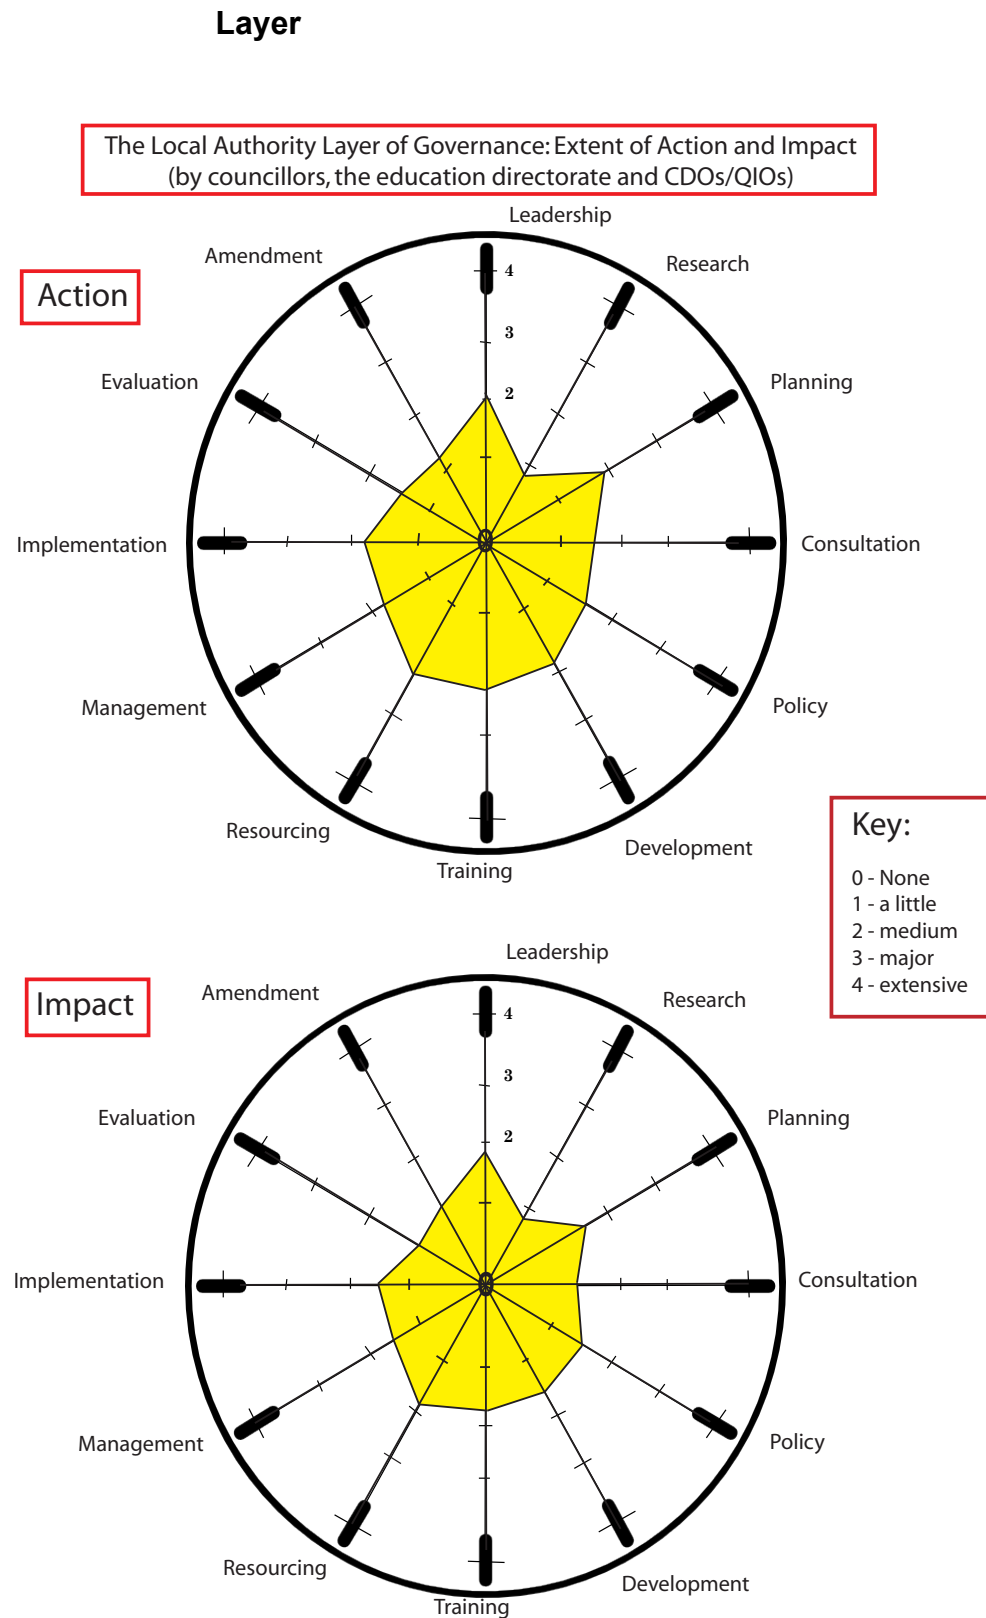 Layer
The Local Authority Layer of Governance: Extent of Action and Impact
(by councillors, the education directorate and CDOs/QIOs)
Action
Leadership
Research
Planning
Consultation
Policy
Development
Training
Resourcing
Management
Implementation
Evaluation
Amendment
4
3
2
0
Key:
0 - None
1 - a little
2 - medium
3 - major
4 - extensive
Impact
Leadership
Research
Planning
Consultation
Policy
Development
Training
Resourcing
Management
Implementation
Evaluation
Amendment
4
3
2
0